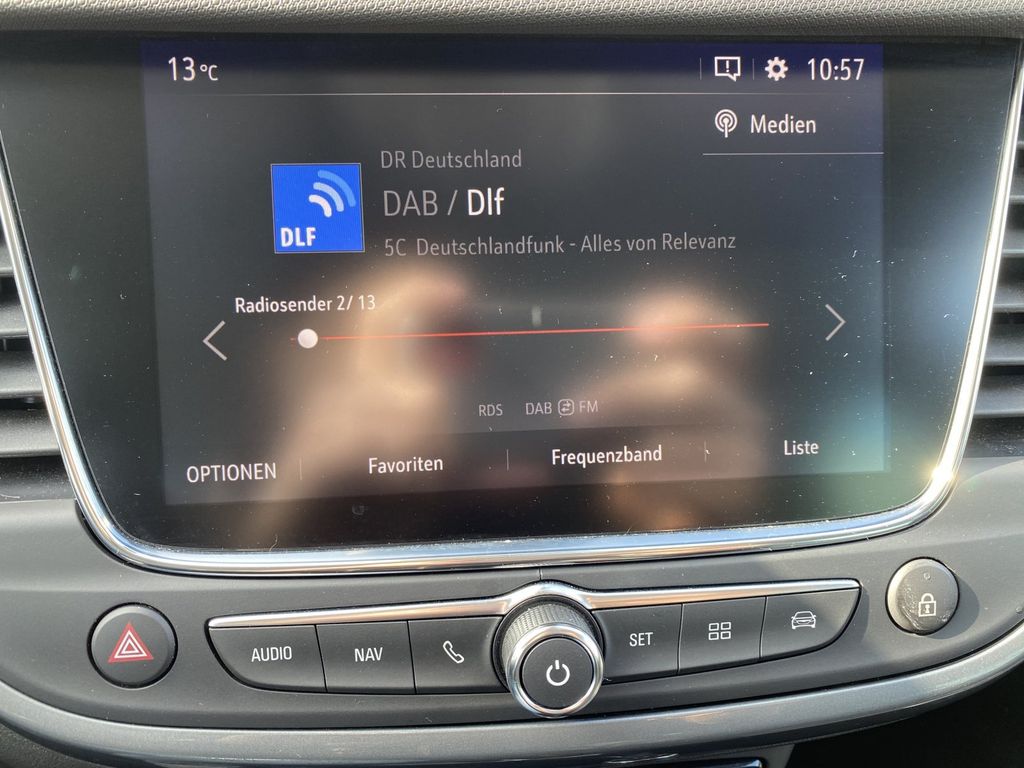 13°C
10:57
Medien
DR Deutschland
DLF
DAB / Dlf
5C Deutschlandfunk - Alles von Relevanz
Radiosender 2/ 13
RDS DAB FM
OPTIONEN Favoriten Frequenzband Liste
AUDIO NAV SET